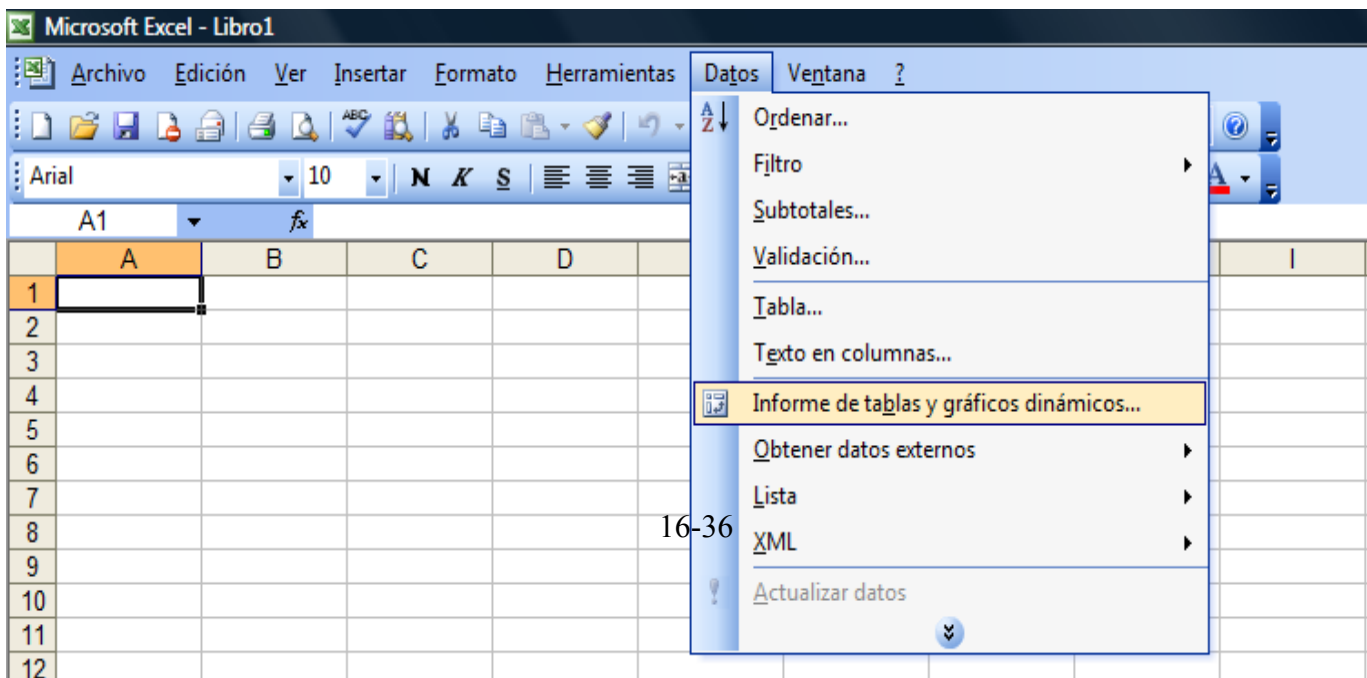 Microsoft Excel - Libro1
Archivo Edición Ver Insertar Formato Herramientas Datos Ventana ?
ABC
Arial 10 N K S A
A1 fx
A B C D I
Ordenar...
Filtro
Subtotales...
Validación...
Tabla...
Texto en columnas...
Informe de tablas y gráficos dinámicos...
Obtener datos externos
Lista
XML
Actualizar datos
16-36
1
2
3
4
5
6
7
8
9
10
11
12